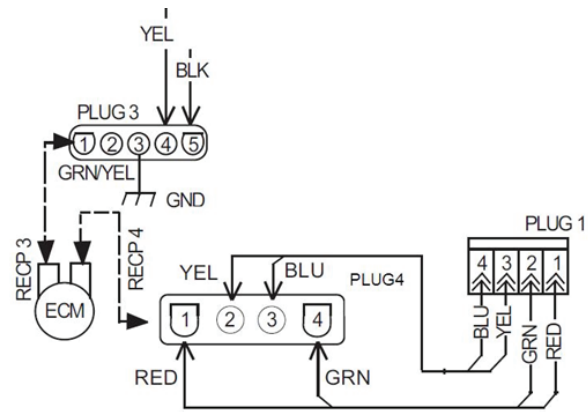 YEL
BLK
PLUG 3
1 2 3 4 5
GRN/YEL
GND
RECP 3
RECP 4
ECM
YEL
BLU
PLUG4
1 2 3 4
RED
GRN
PLUG 1
4 3 2 1
BLU
YEL
GRN
RED